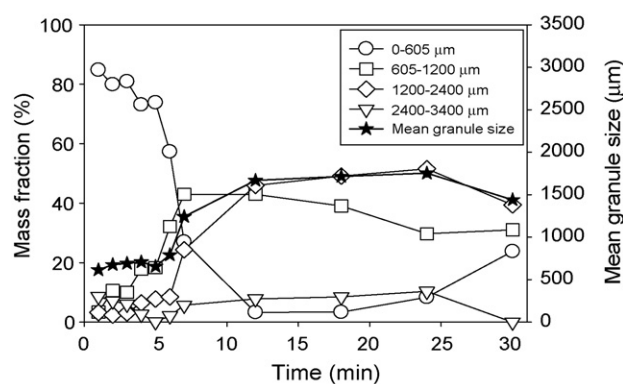 100
80
60
40
20
0
Mass fraction (%)
0-605 μm
605-1200 μm
1200-2400 μm
2400-3400 μm
Mean granule size
3500
3000
2500
2000
1500
1000
500
0
Mean granule size (μm)
0 5 10 15 20 25 30
Time (min)